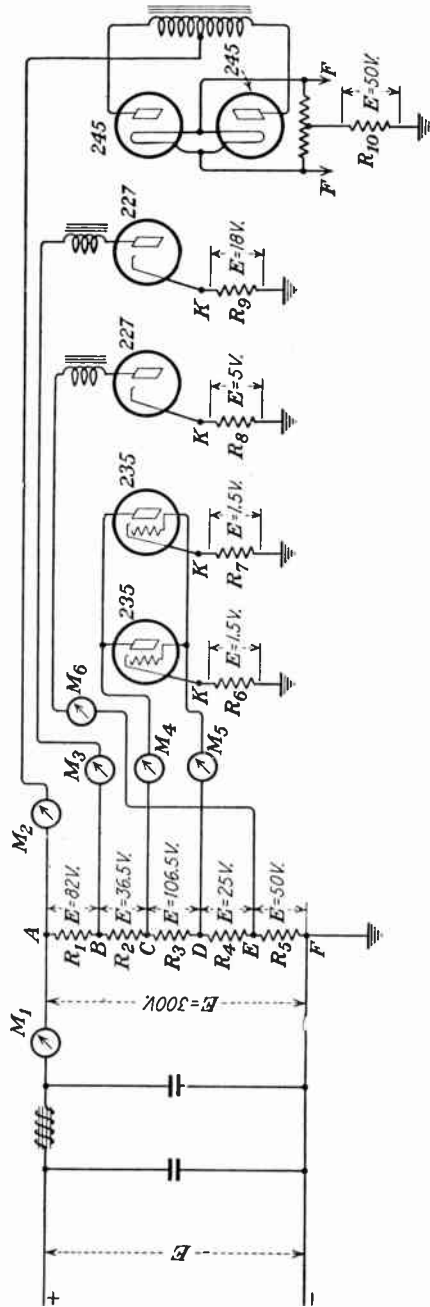 +
E
–
M1
E=300V.
A
R1
E=82V.
B
R2
E=36.5V.
C
R3
E=106.5V.
D
R4
E=25V.
E
R5
E=50V.
F
M2
M3
M6
M4
M5
235
K
R6
E=1.5V.
235
K
R7
E=1.5V.
227
K
R8
E=5V.
227
K
R9
E=18V.
245
245
F
F
R10
E=50V.